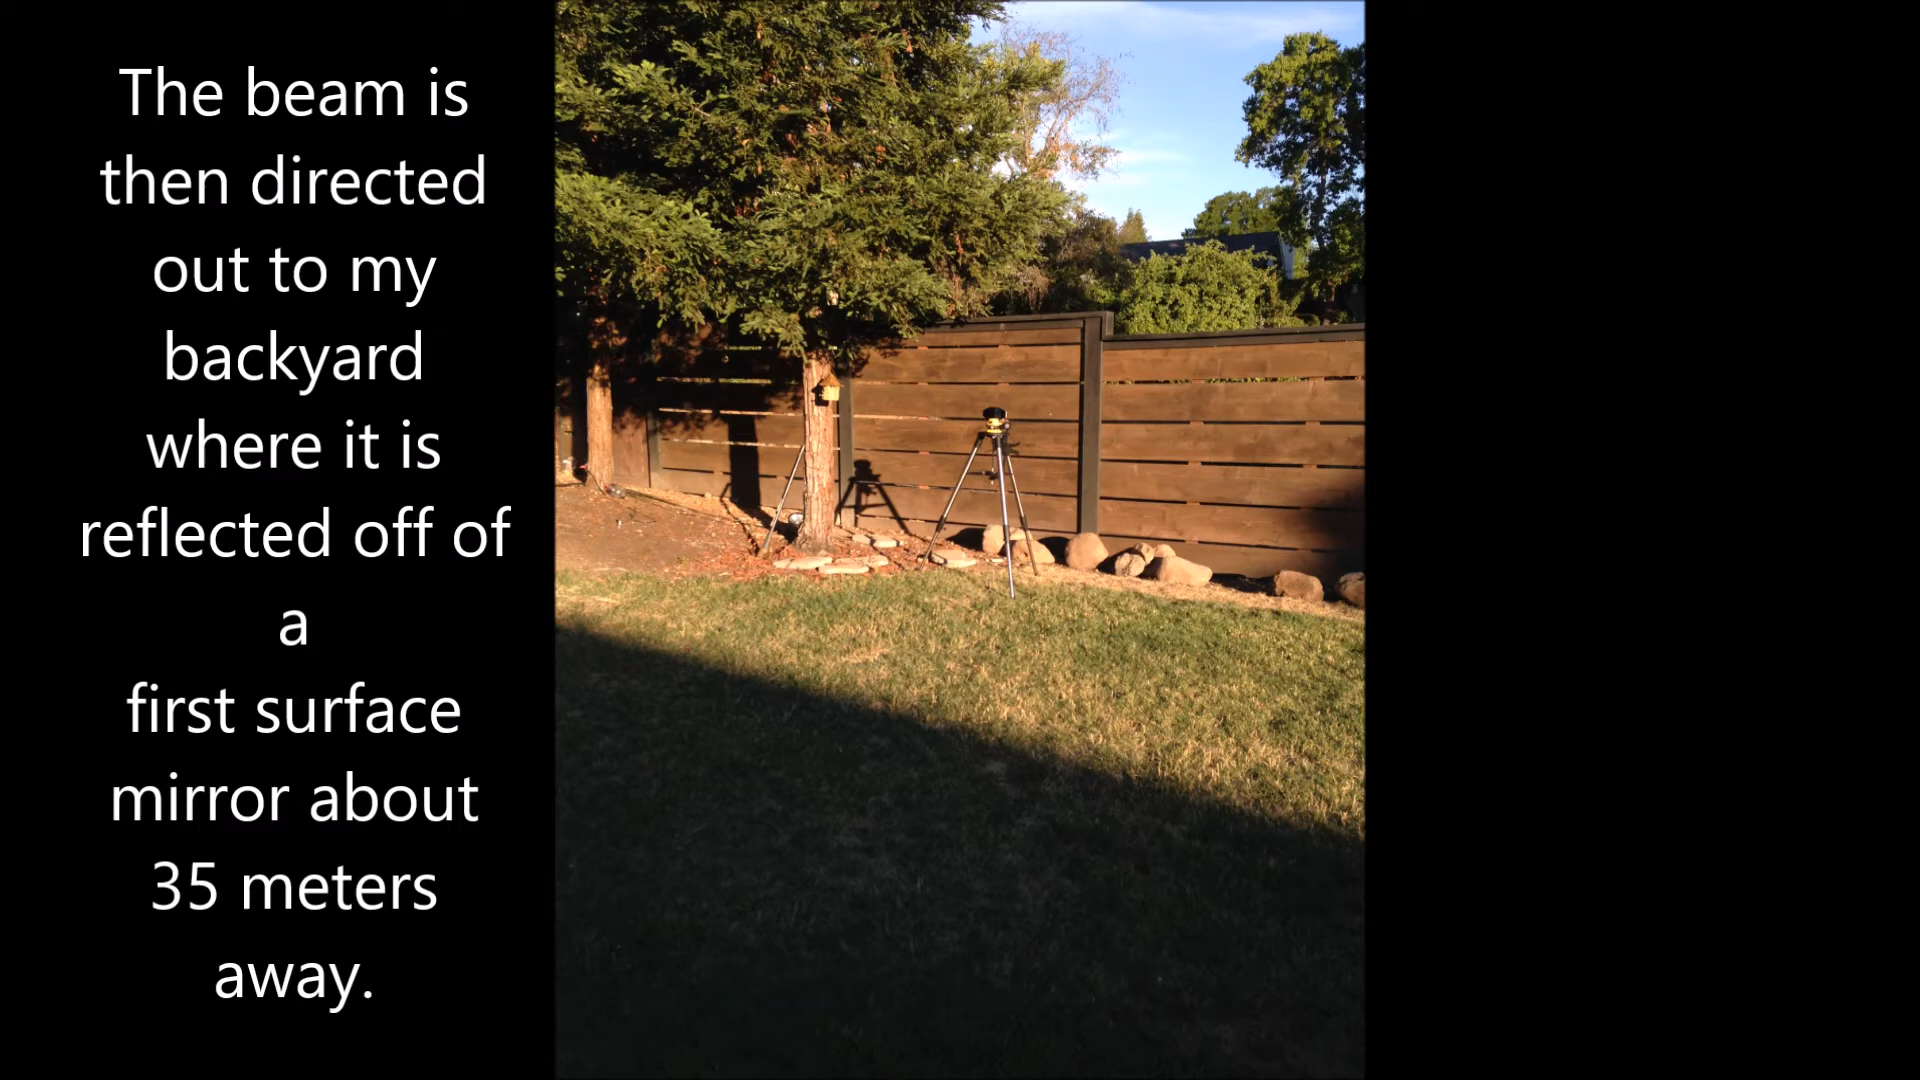 The beam is
then directed
out to my
backyard
where it is
reflected off of
a
first surface
mirror about
35 meters
away.